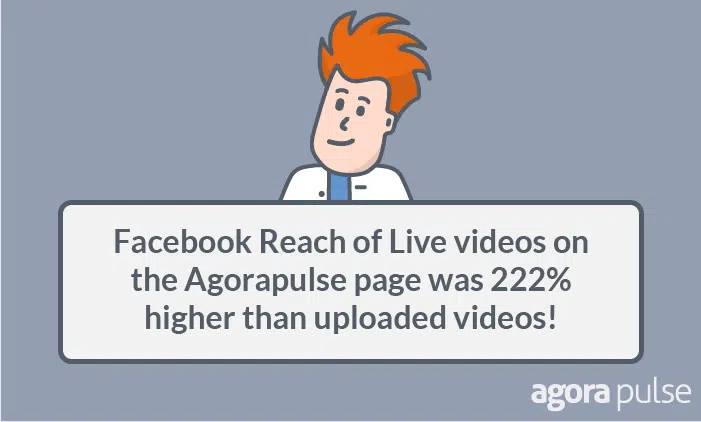 Facebook Reach of Live videos on
the Agorapulse page was 222%
higher than uploaded videos!
agora pulse